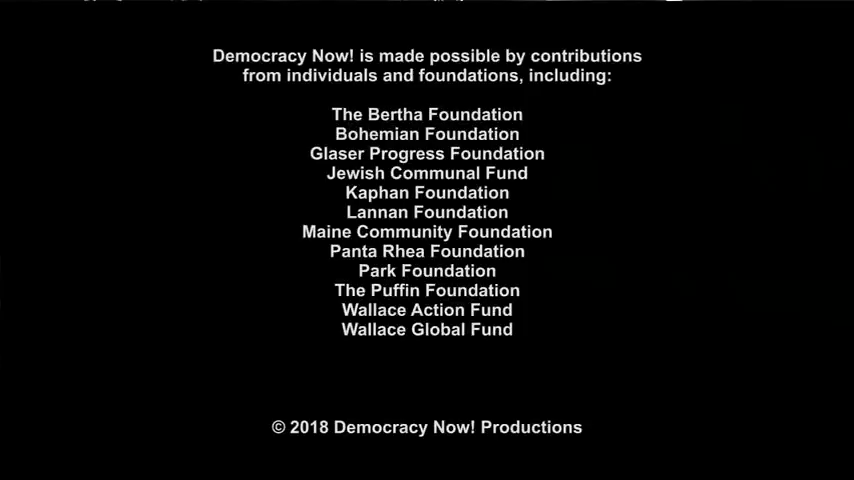 Democracy Now! is made possible by contributions
from individuals and foundations, including:
The Bertha Foundation
Bohemian Foundation
Glaser Progress Foundation
Jewish Communal Fund
Kaphan Foundation
Lannan Foundation
Maine Community Foundation
Panta Rhea Foundation
Park Foundation
The Puffin Foundation
Wallace Action Fund
Wallace Global Fund
© 2018 Democracy Now! Productions